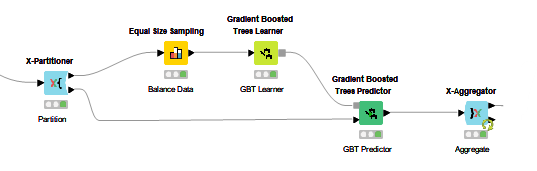 Equal Size Sampling
Gradient Boosted
Trees Learner
X-Partitioner
Balance Data
GBT Learner
Gradient Boosted
Trees Predictor
X-Aggregator
Partition
GBT Predictor
Aggregate